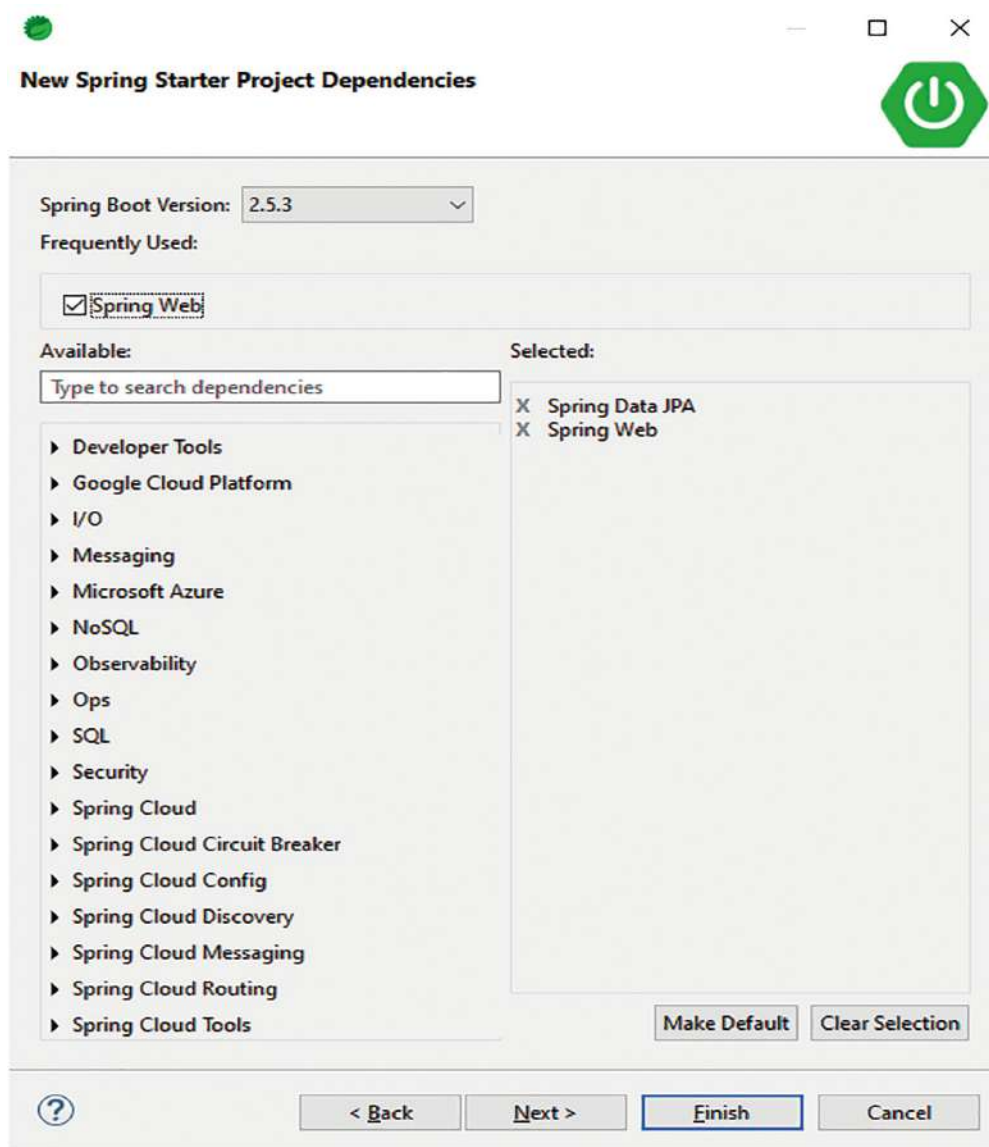 New Spring Starter Project Dependencies
Spring Boot Version: 2.5.3
Frequently Used:
Spring Web
Available:
Type to search dependencies
Developer Tools
Google Cloud Platform
I/O
Messaging
Microsoft Azure
NoSQL
Observability
Ops
SQL
Security
Spring Cloud
Spring Cloud Circuit Breaker
Spring Cloud Config
Spring Cloud Discovery
Spring Cloud Messaging
Spring Cloud Routing
Spring Cloud Tools
Selected:
X Spring Data JPA
X Spring Web
Make Default Clear Selection
? < Back Next > Finish Cancel